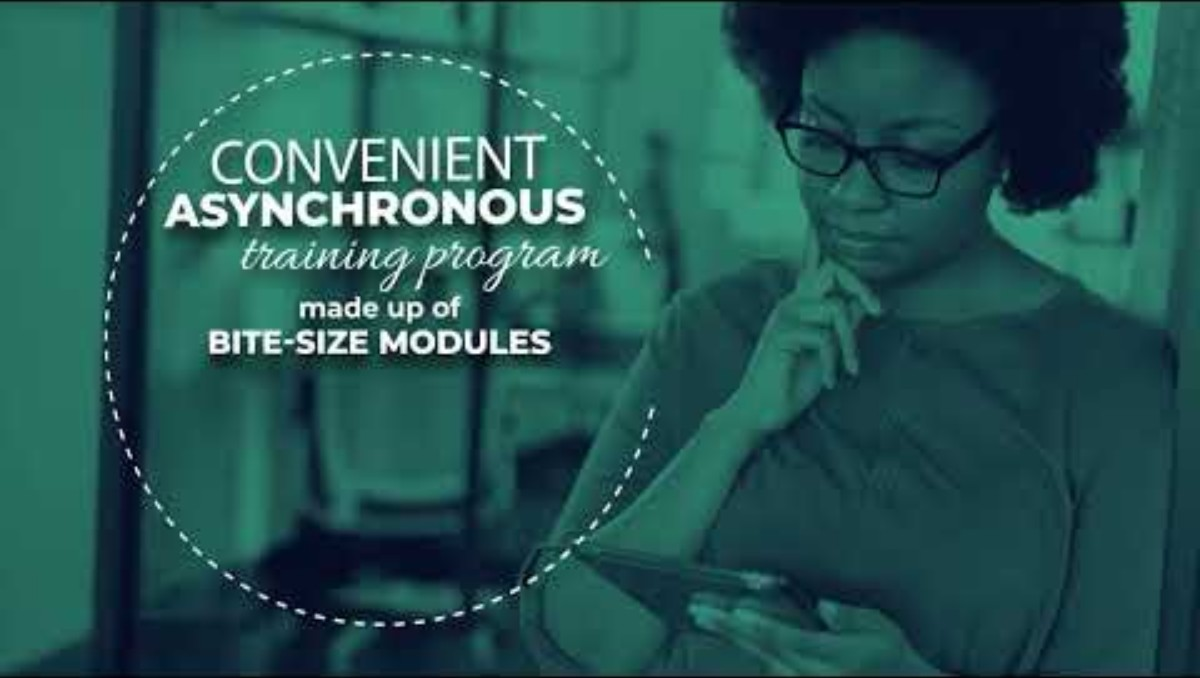 CONVENIENT
ASYNCHRONOUS
training program
made up of
BITE-SIZE MODULES